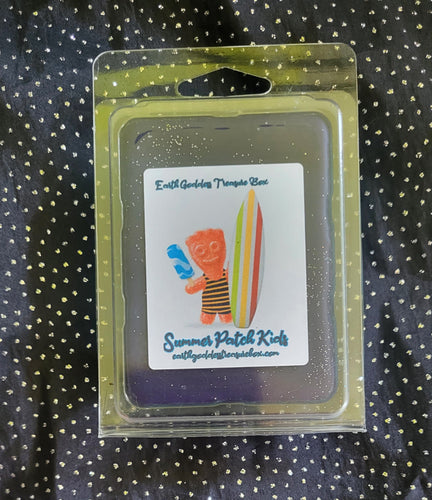 Earth Goddess Treasure Box
Summer Patch Kids
earthgoddesstreasurebox.com